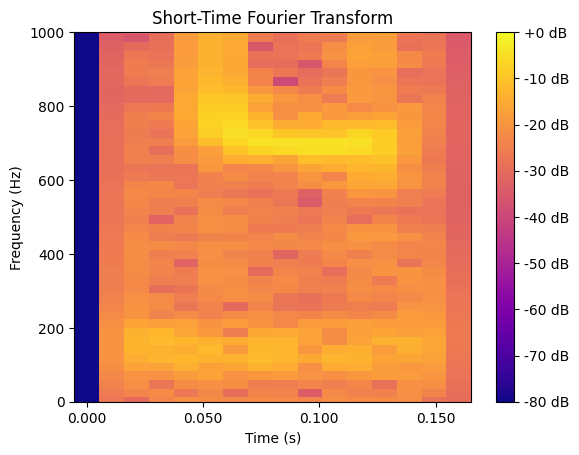 Short-Time Fourier Transform
1000
800
600
400
200
0
Frequency (Hz)
0.000
0.050
0.100
0.150
Time (s)
+0 dB
-10 dB
-20 dB
-30 dB
-40 dB
-50 dB
-60 dB
-70 dB
-80 dB